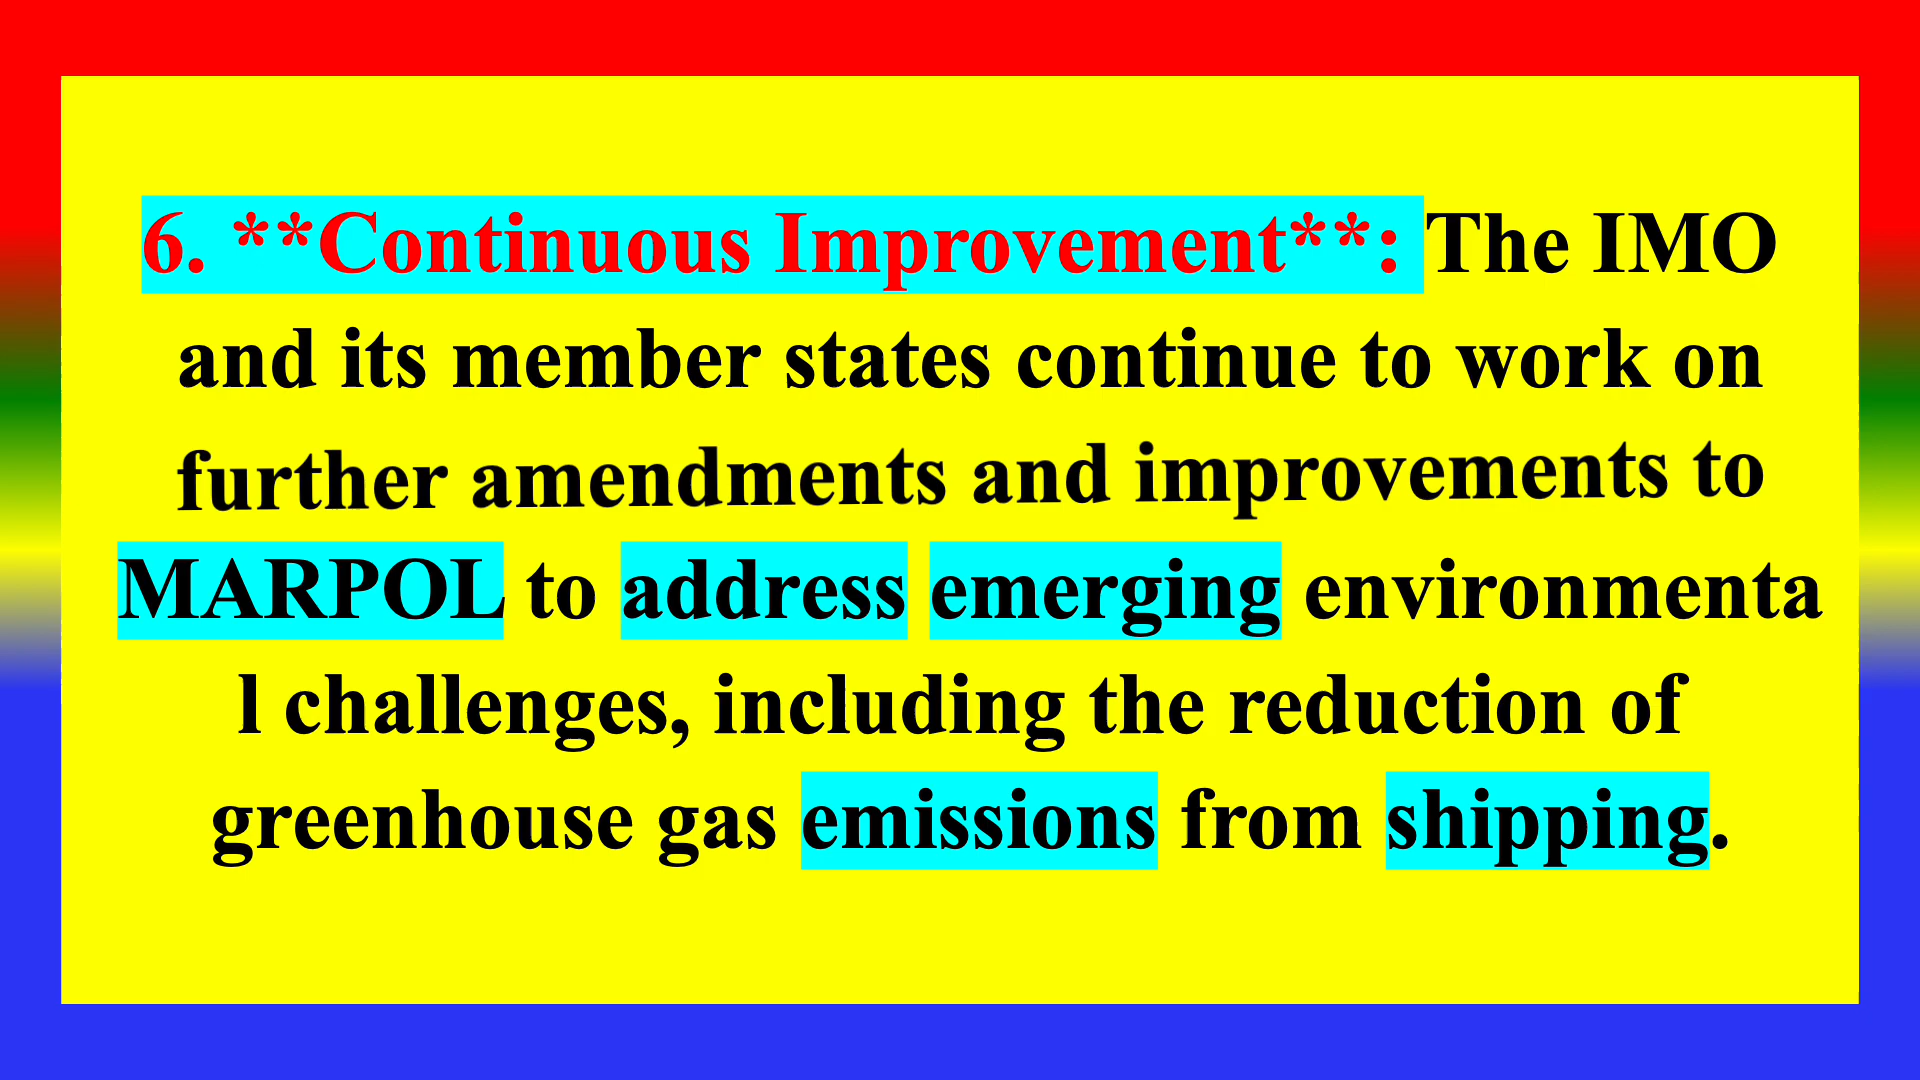 6. **Continuous Improvement**: The IMO
and its member states continue to work on
further amendments and improvements to
MARPOL to address emerging environmenta
l challenges, including the reduction of
greenhouse gas emissions from shipping.